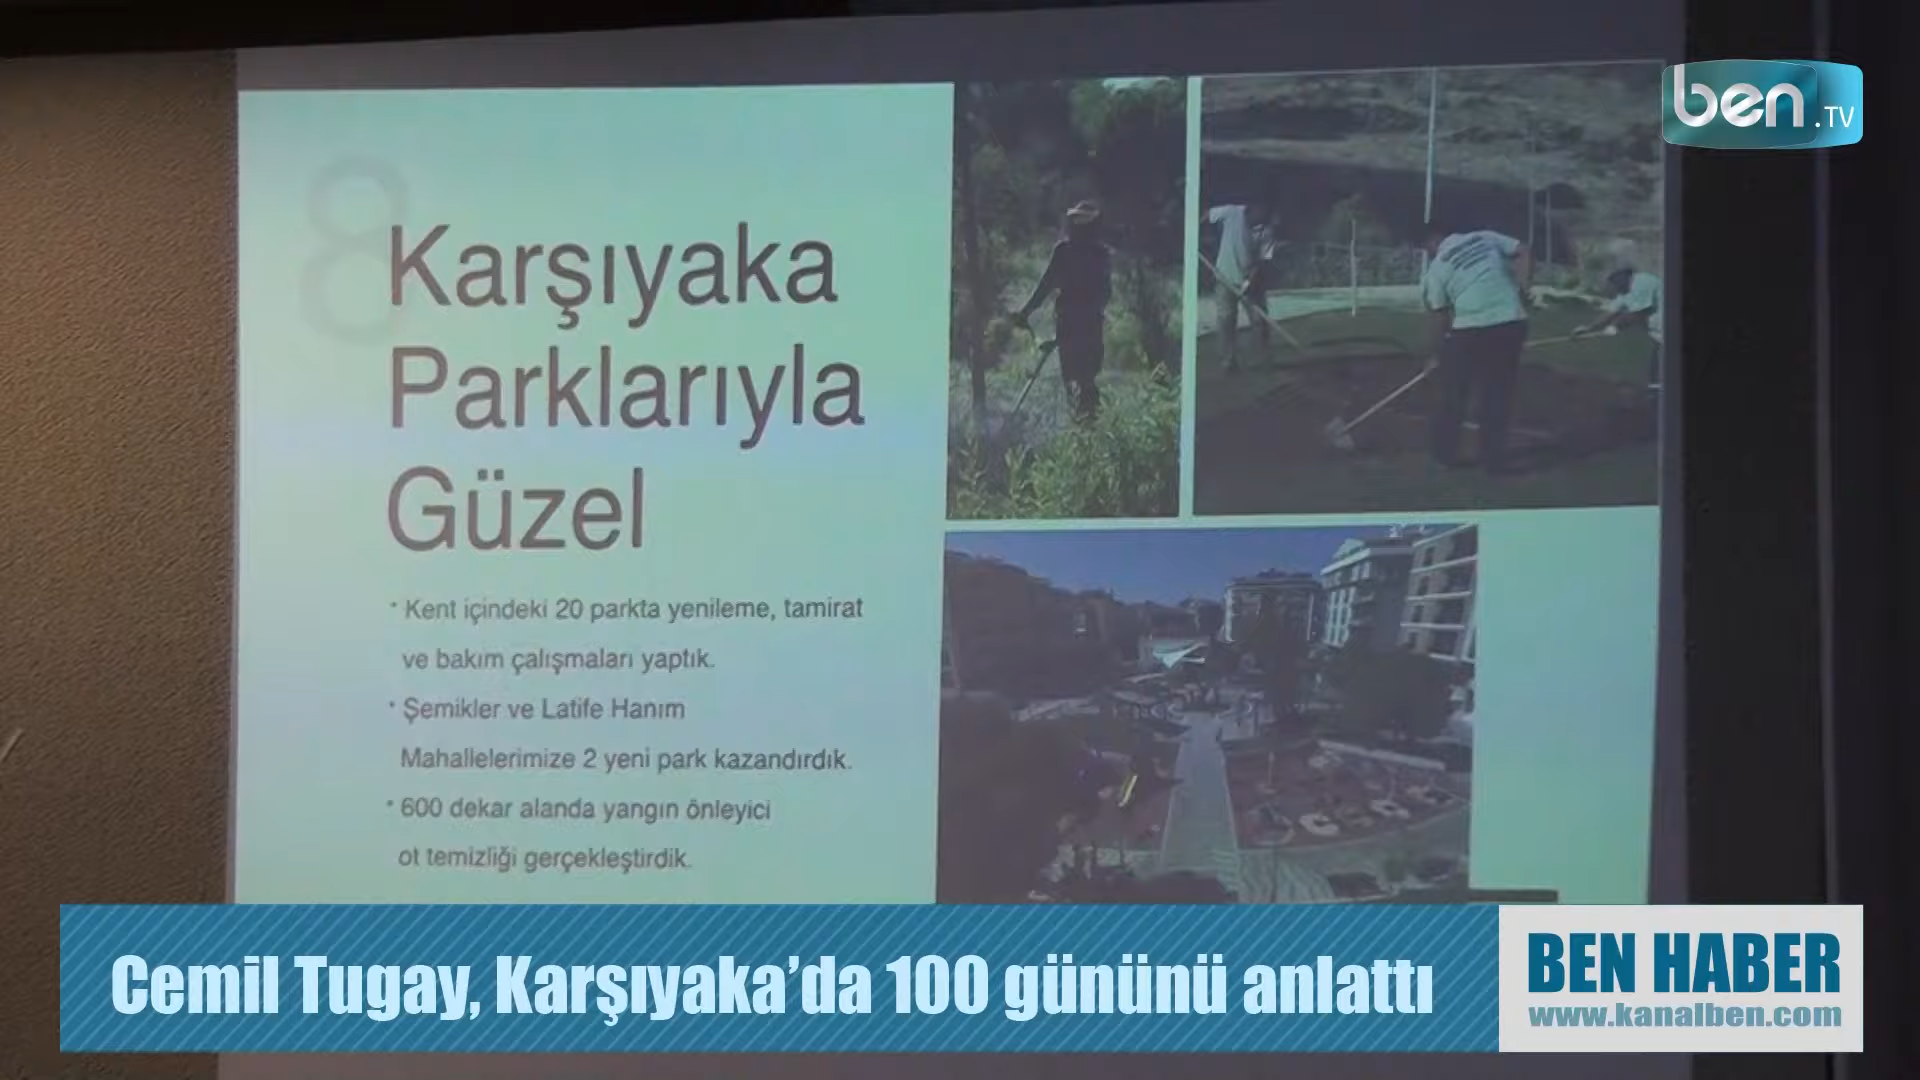 ben.TV
8
Karşıyaka
Parklarıyla
Güzel
* Kent içindeki 20 parkta yenileme, tamirat
ve bakım çalışmaları yaptık.
* Şemikler ve Latife Hanım
Mahallelerimize 2 yeni park kazandırdık.
* 600 dekar alanda yangın önleyici
ot temizliği gerçekleştirdik.
Cemil Tugay, Karşıyaka'da 100 gününü anlattı
BEN HABER
www.kanalben.com